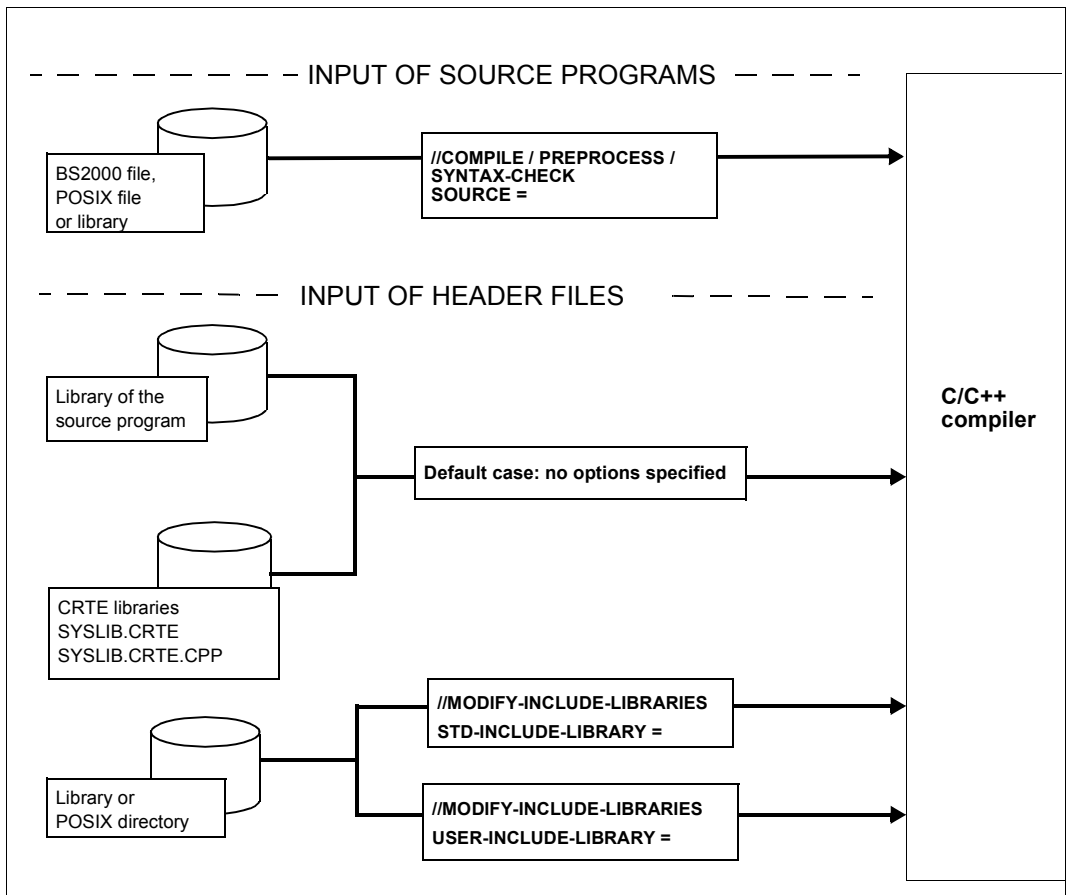 INPUT OF SOURCE PROGRAMS
BS2000 file,
POSIX file
or library
//COMPILE / PREPROCESS /
SYNTAX-CHECK
SOURCE =
INPUT OF HEADER FILES
Library of the
source program
Default case: no options specified
C/C++
compiler
CRTE libraries
SYSLIB.CRTE
SYSLIB.CRTE.CPP
//MODIFY-INCLUDE-LIBRARIES
STD-INCLUDE-LIBRARY =
Library or
POSIX directory
//MODIFY-INCLUDE-LIBRARIES
USER-INCLUDE-LIBRARY =